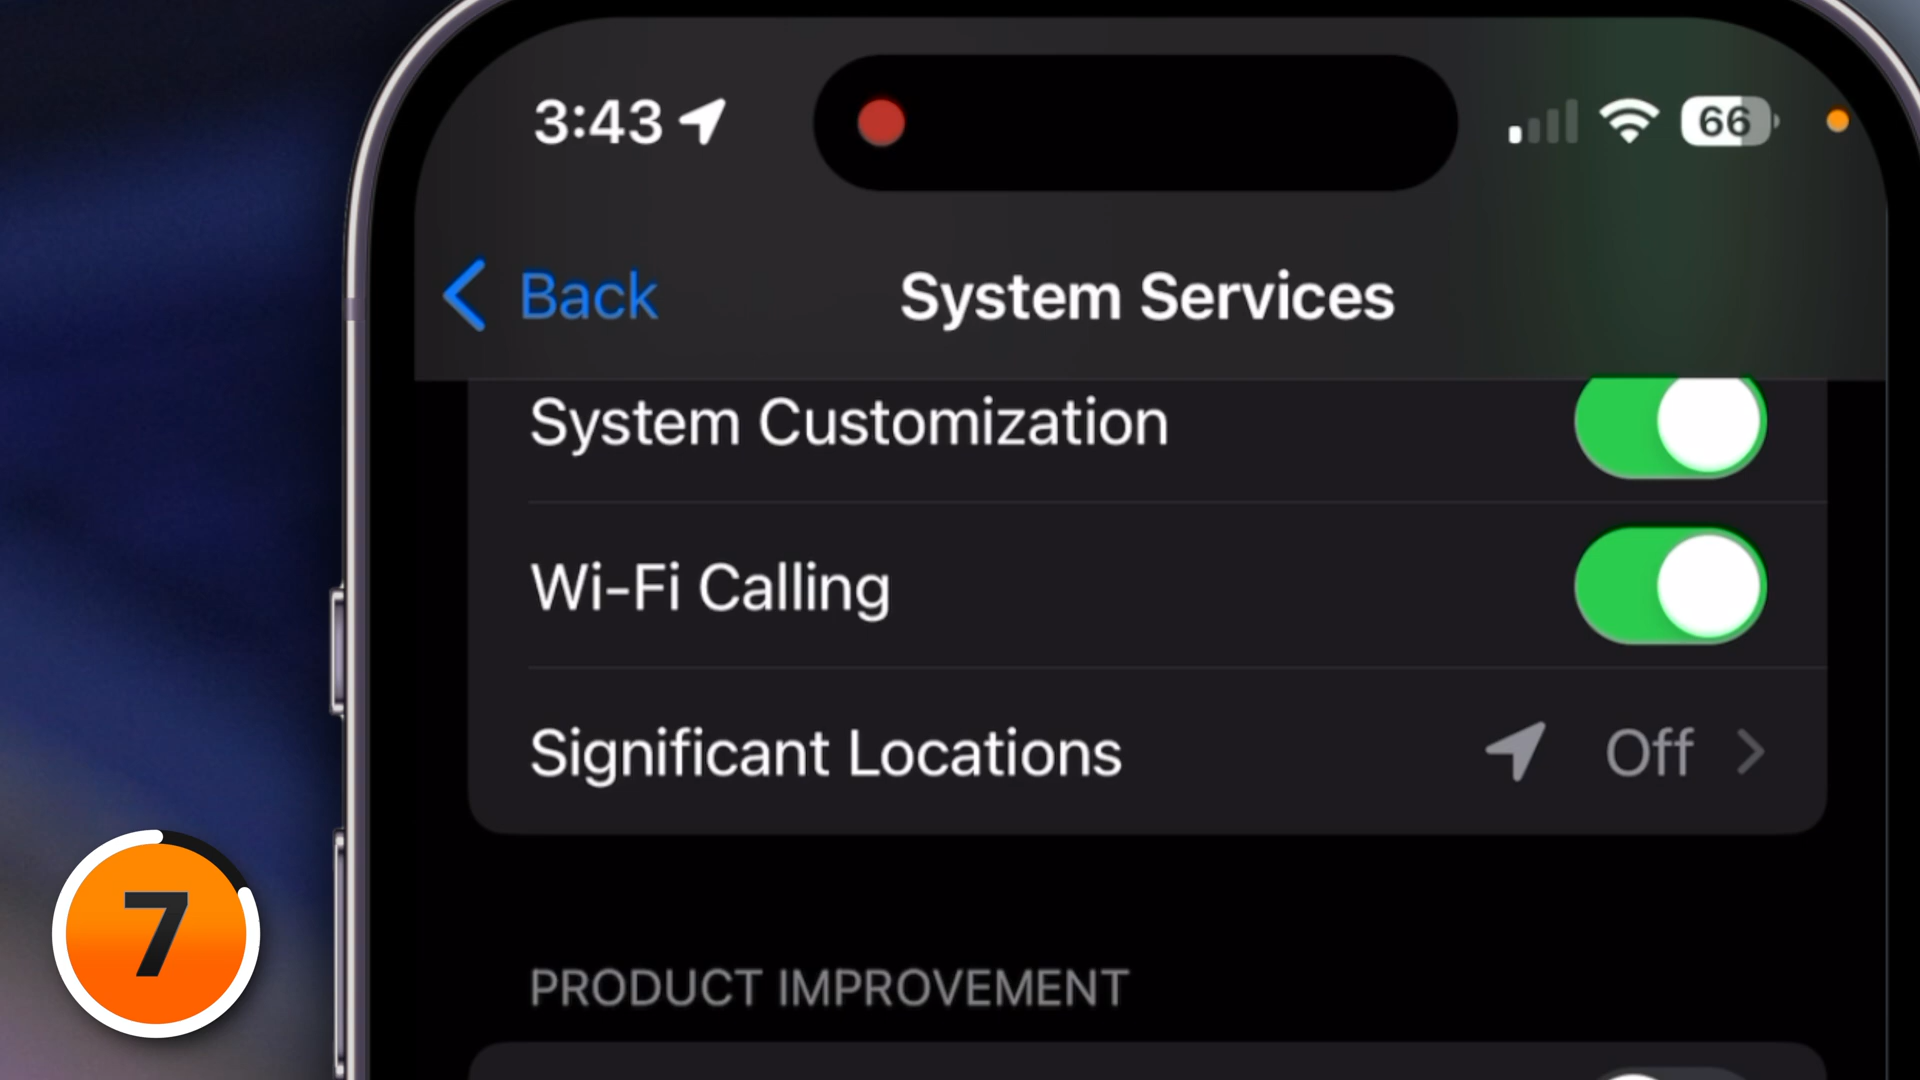 3:43
66
Back
System Services
System Customization
Wi-Fi Calling
Significant Locations
Off
PRODUCT IMPROVEMENT
7